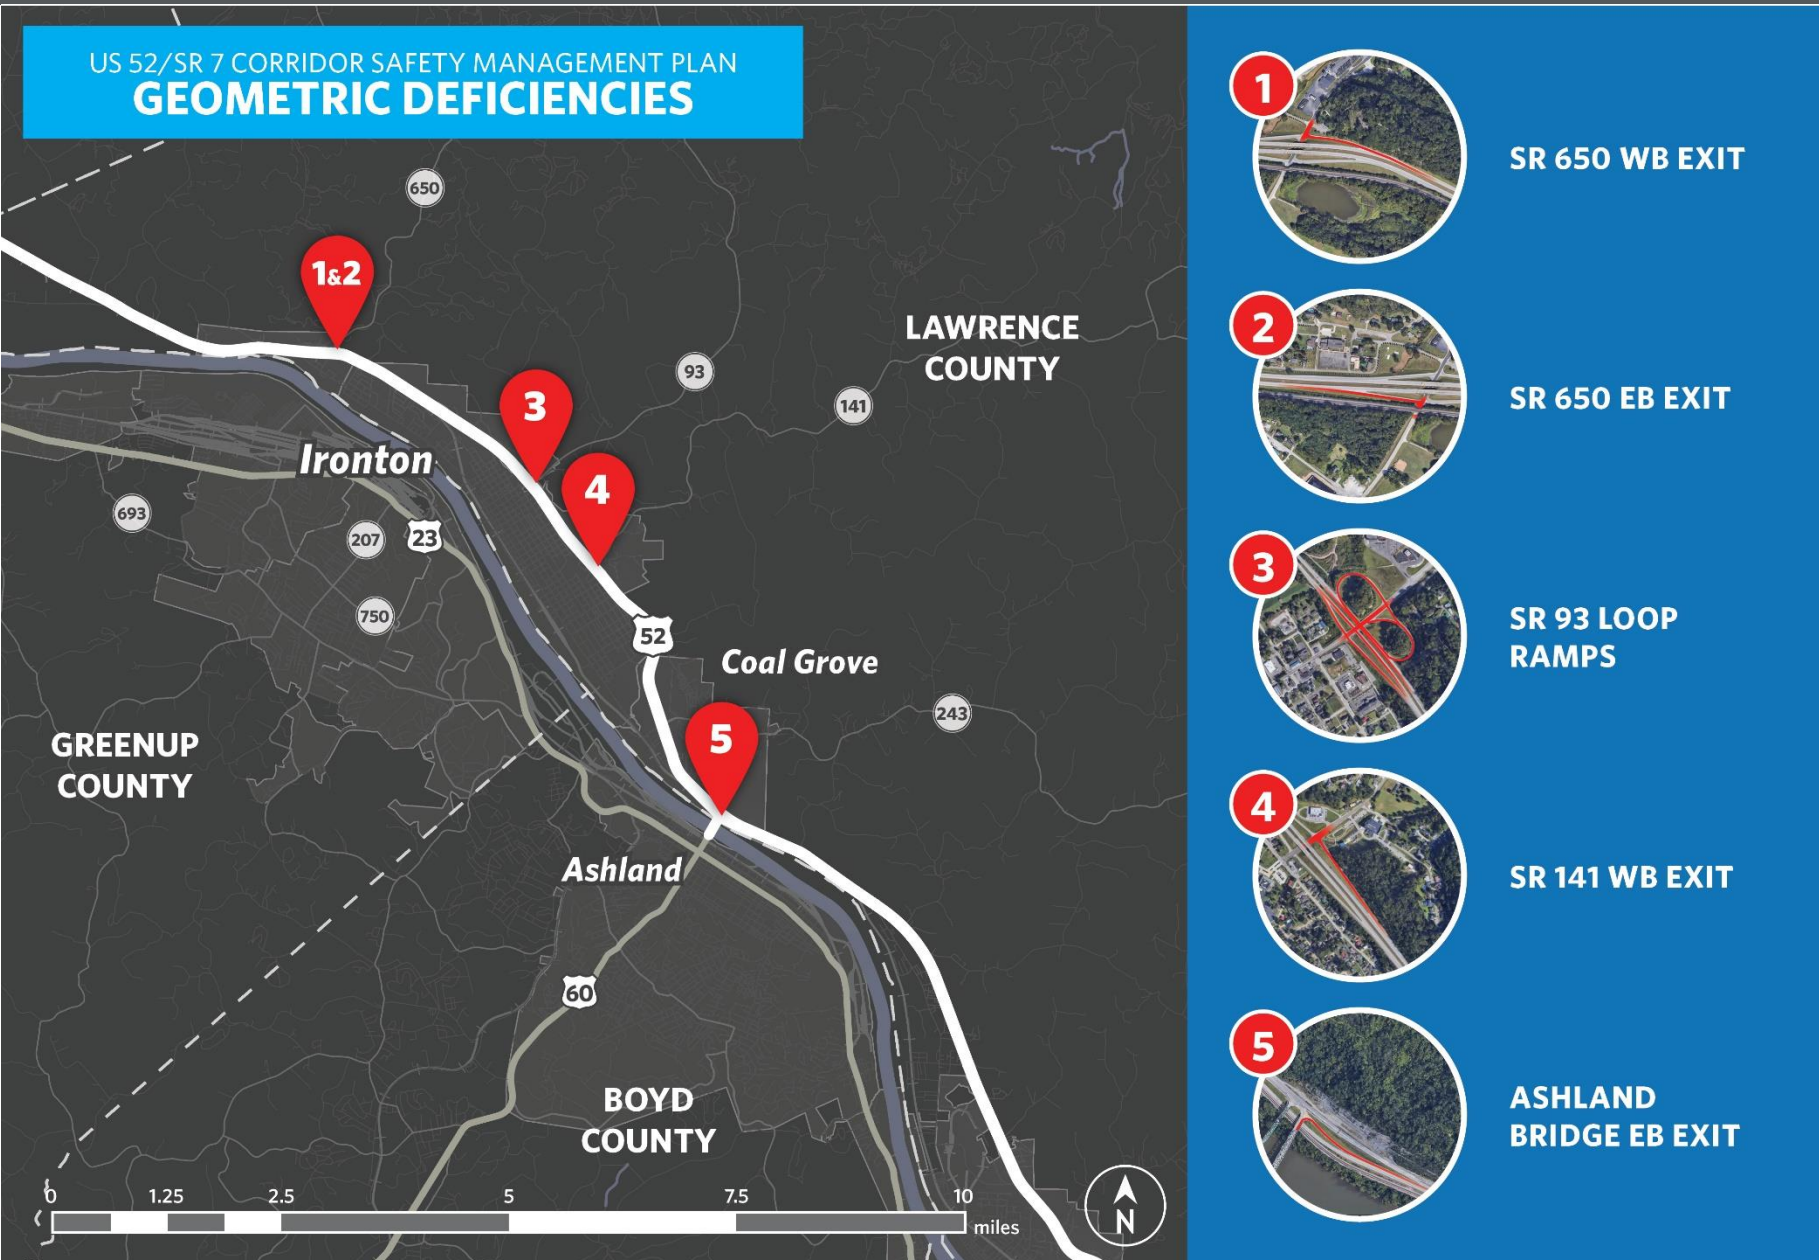 US 52/SR 7 CORRIDOR SAFETY MANAGEMENT PLAN
GEOMETRIC DEFICIENCIES
650
1&2
LAWRENCE
COUNTY
93
3
141
Ironton
4
693
207
23
750
52
Coal Grove
243
5
GREENUP
COUNTY
Ashland
60
BOYD
COUNTY
0 1.25 2.5 5 7.5 10
miles
N
1
SR 650 WB EXIT
2
SR 650 EB EXIT
3
SR 93 LOOP
RAMPS
4
SR 141 WB EXIT
5
ASHLAND
BRIDGE EB EXIT